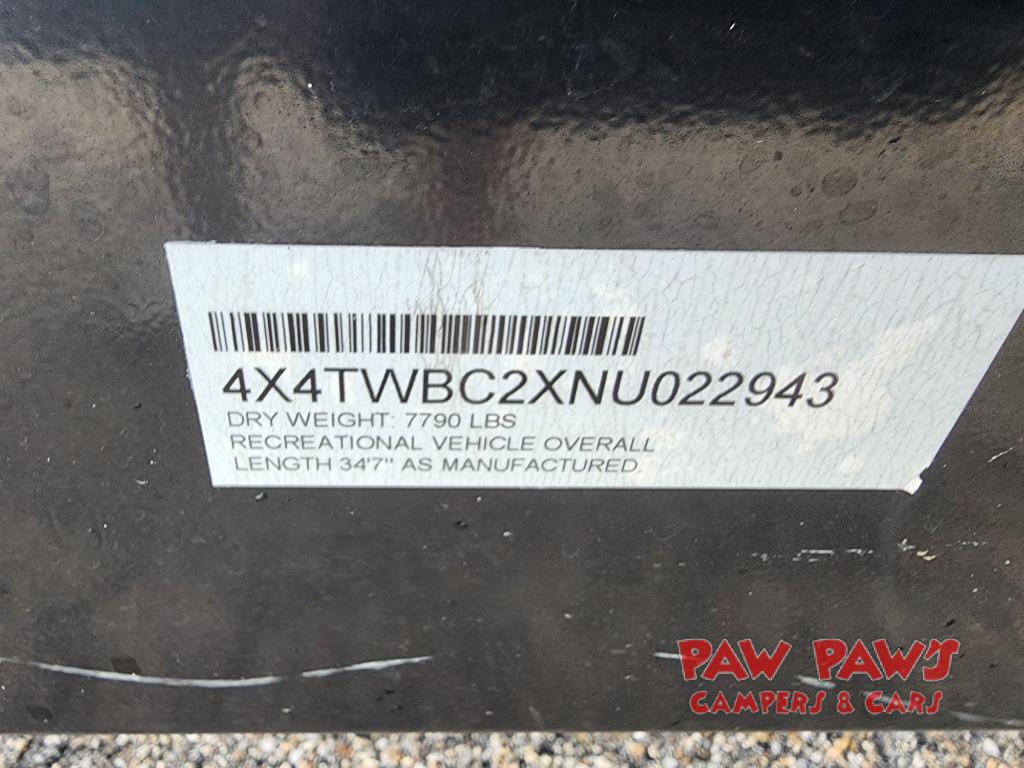 4X4TWBC2XNU022943
DRY WEIGHT: 7790 LBS
RECREATIONAL VEHICLE OVERALL
LENGTH 34'7" AS MANUFACTURED
PAW PAW'S
CAMPERS & CARS